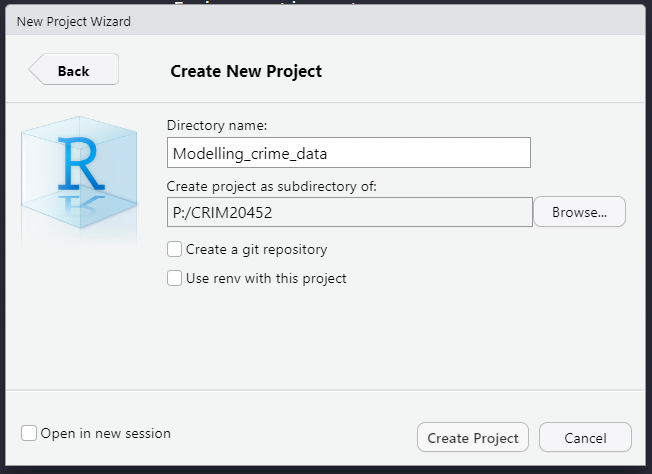 New Project Wizard
Back
Create New Project
R
Directory name:
Modelling_crime_data
Create project as subdirectory of:
P:/CRIM20452
Browse...
Create a git repository
Use renv with this project
Open in new session
Create Project
Cancel